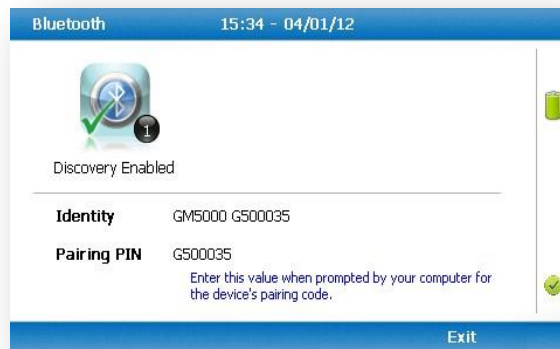 Bluetooth 15:34 - 04/01/12
1
Discovery Enabled
Identity GM5000 G500035
Pairing PIN G500035
Enter this value when prompted by your computer for
the device's pairing code.
Exit